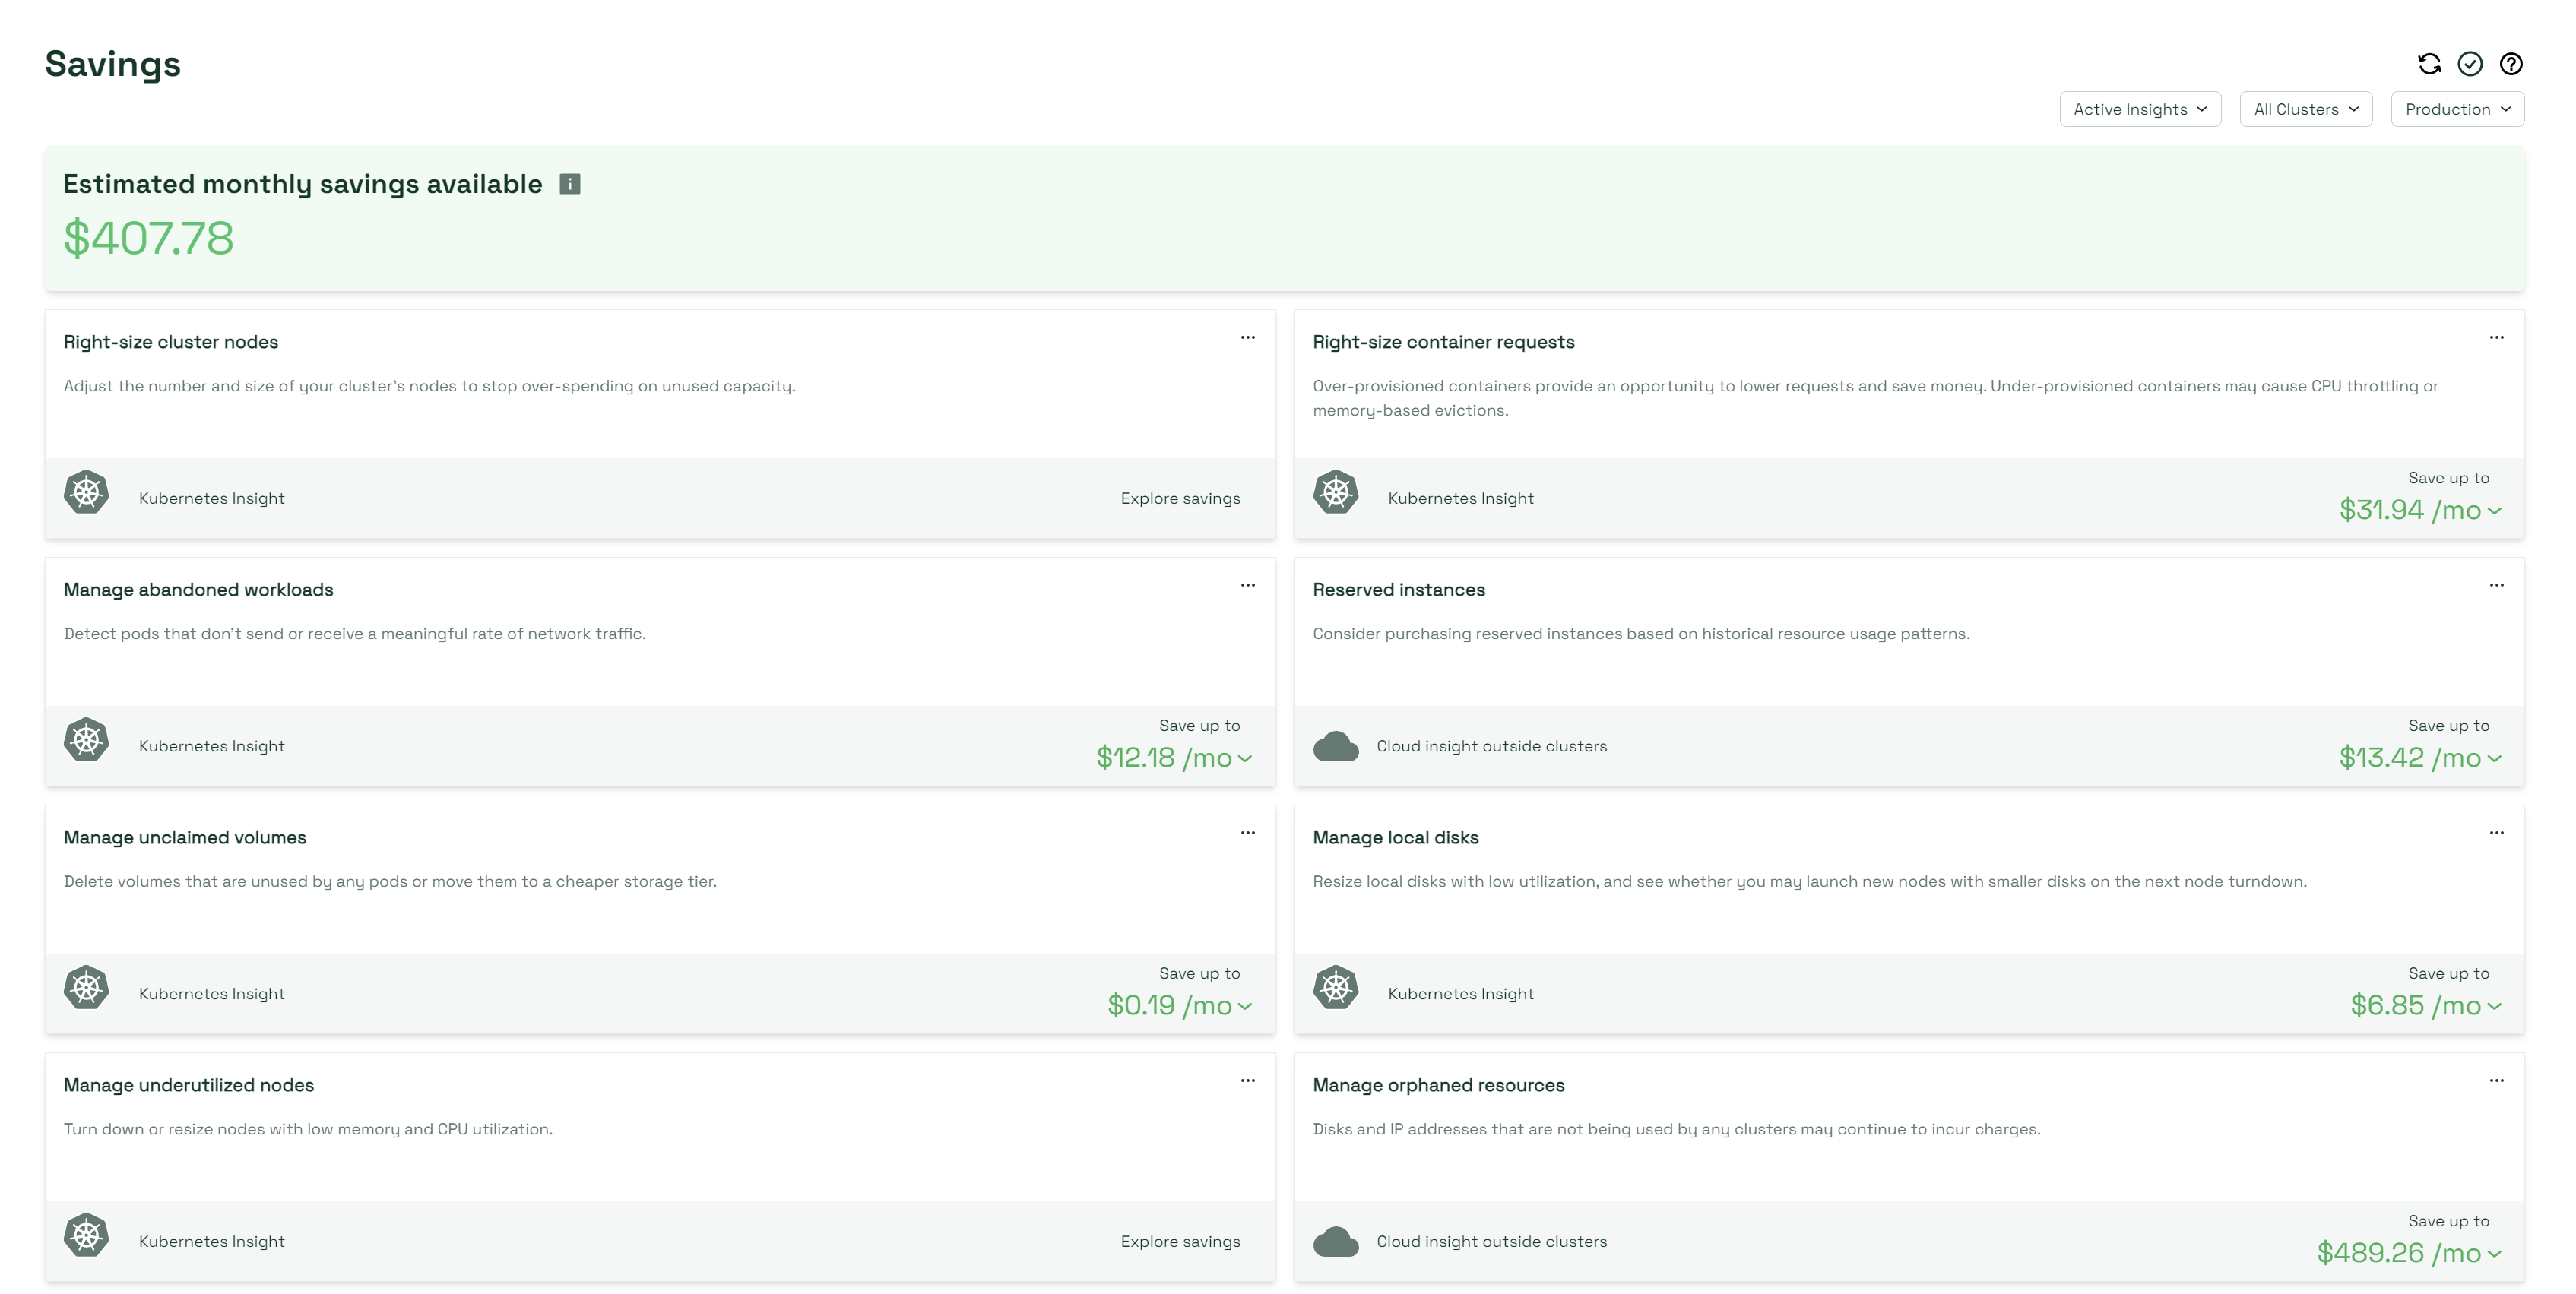 Savings
Active Insights
All Clusters
Production
Estimated monthly savings available
$407.78
Right-size cluster nodes
Adjust the number and size of your cluster's nodes to stop over-spending on unused capacity.
Kubernetes Insight
Explore savings
Right-size container requests
Over-provisioned containers provide an opportunity to lower requests and save money. Under-provisioned containers may cause CPU throttling or
memory-based evictions.
Kubernetes Insight
Save up to
$31.94 /mo
Manage abandoned workloads
Detect pods that don't send or receive a meaningful rate of network traffic.
Kubernetes Insight
Save up to
$12.18 /mo
Reserved instances
Consider purchasing reserved instances based on historical resource usage patterns.
Cloud insight outside clusters
Save up to
$13.42 /mo
Manage unclaimed volumes
Delete volumes that are unused by any pods or move them to a cheaper storage tier.
Kubernetes Insight
Save up to
$0.19 /mo
Manage local disks
Resize local disks with low utilization, and see whether you may launch new nodes with smaller disks on the next node turndown.
Kubernetes Insight
Save up to
$6.85 /mo
Manage underutilized nodes
Turn down or resize nodes with low memory and CPU utilization.
Kubernetes Insight
Explore savings
Manage orphaned resources
Disks and IP addresses that are not being used by any clusters may continue to incur charges.
Cloud insight outside clusters
Save up to
$489.26 /mo